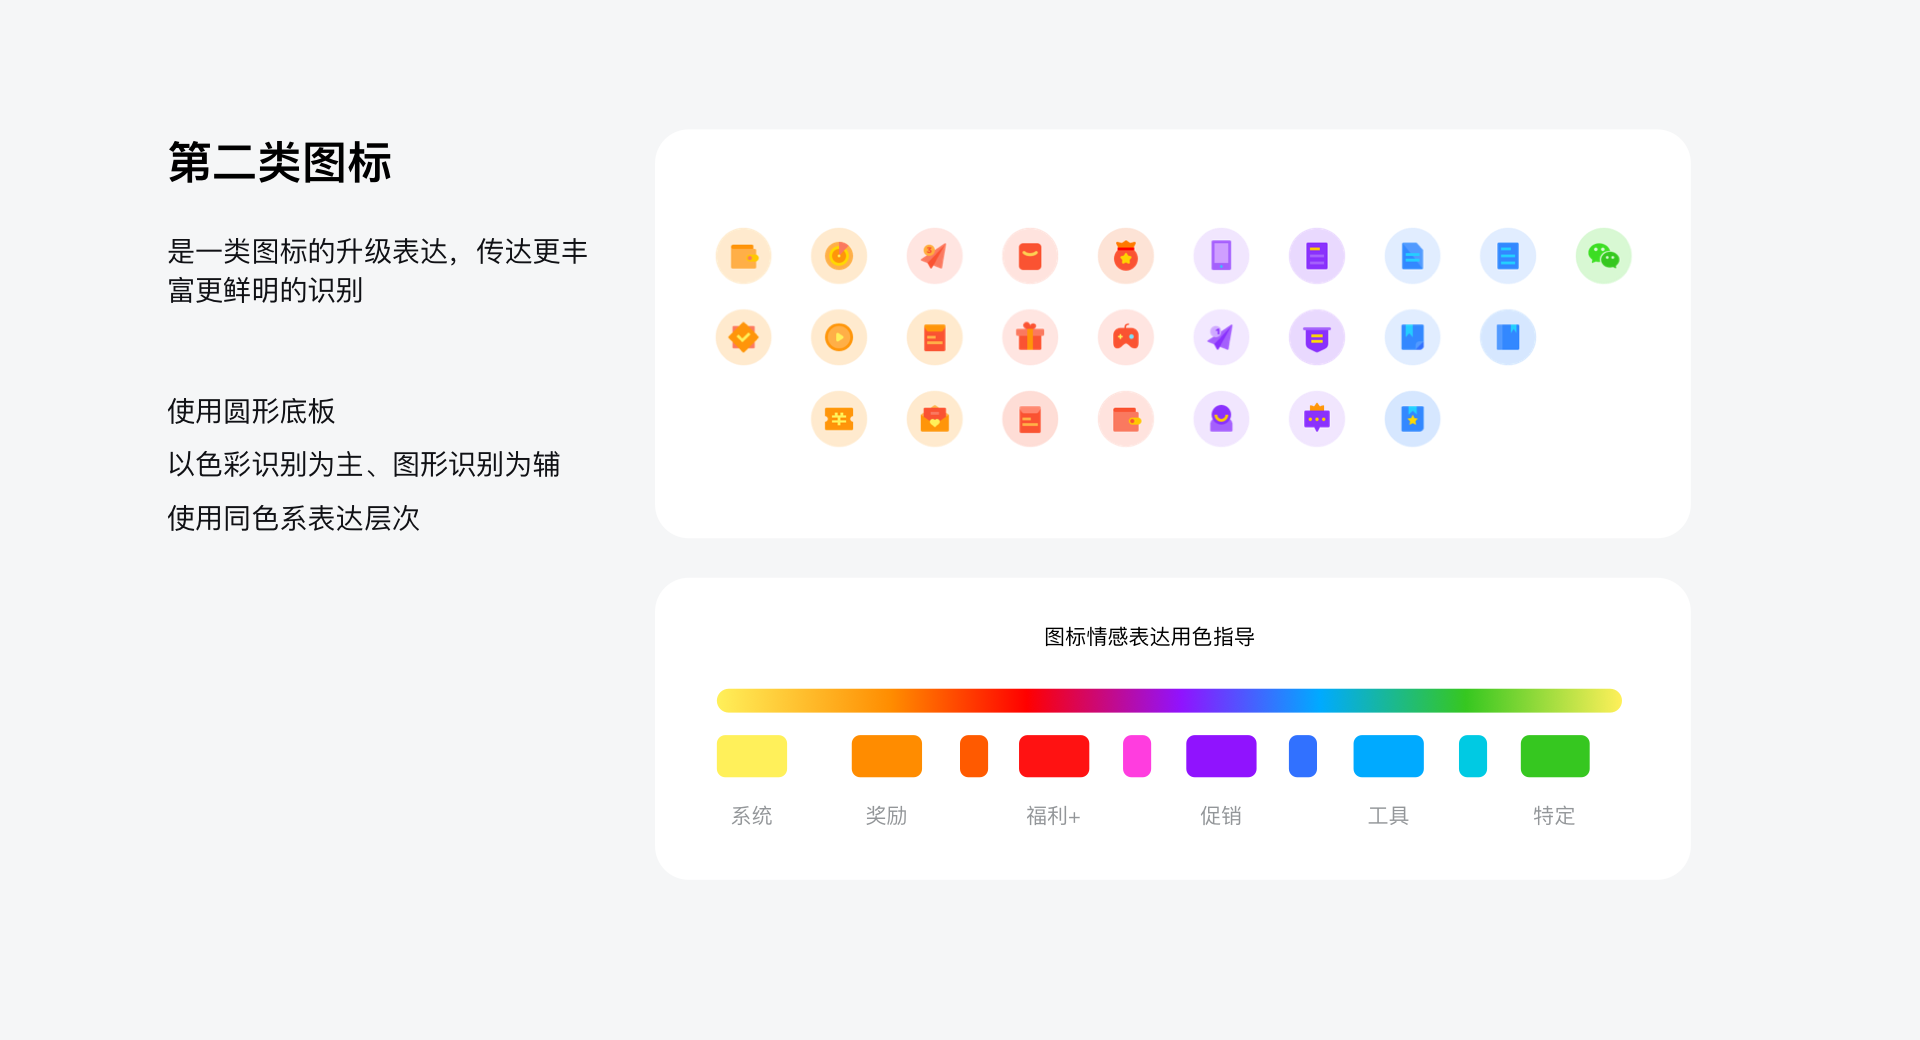 第二类图标
是一类图标的升级表达，传达更丰
富更鲜明的识别
使用圆形底板
以色彩识别为主、图形识别为辅
使用同色系表达层次
图标情感表达用色指导
系统
奖励
福利+
促销
工具
特定